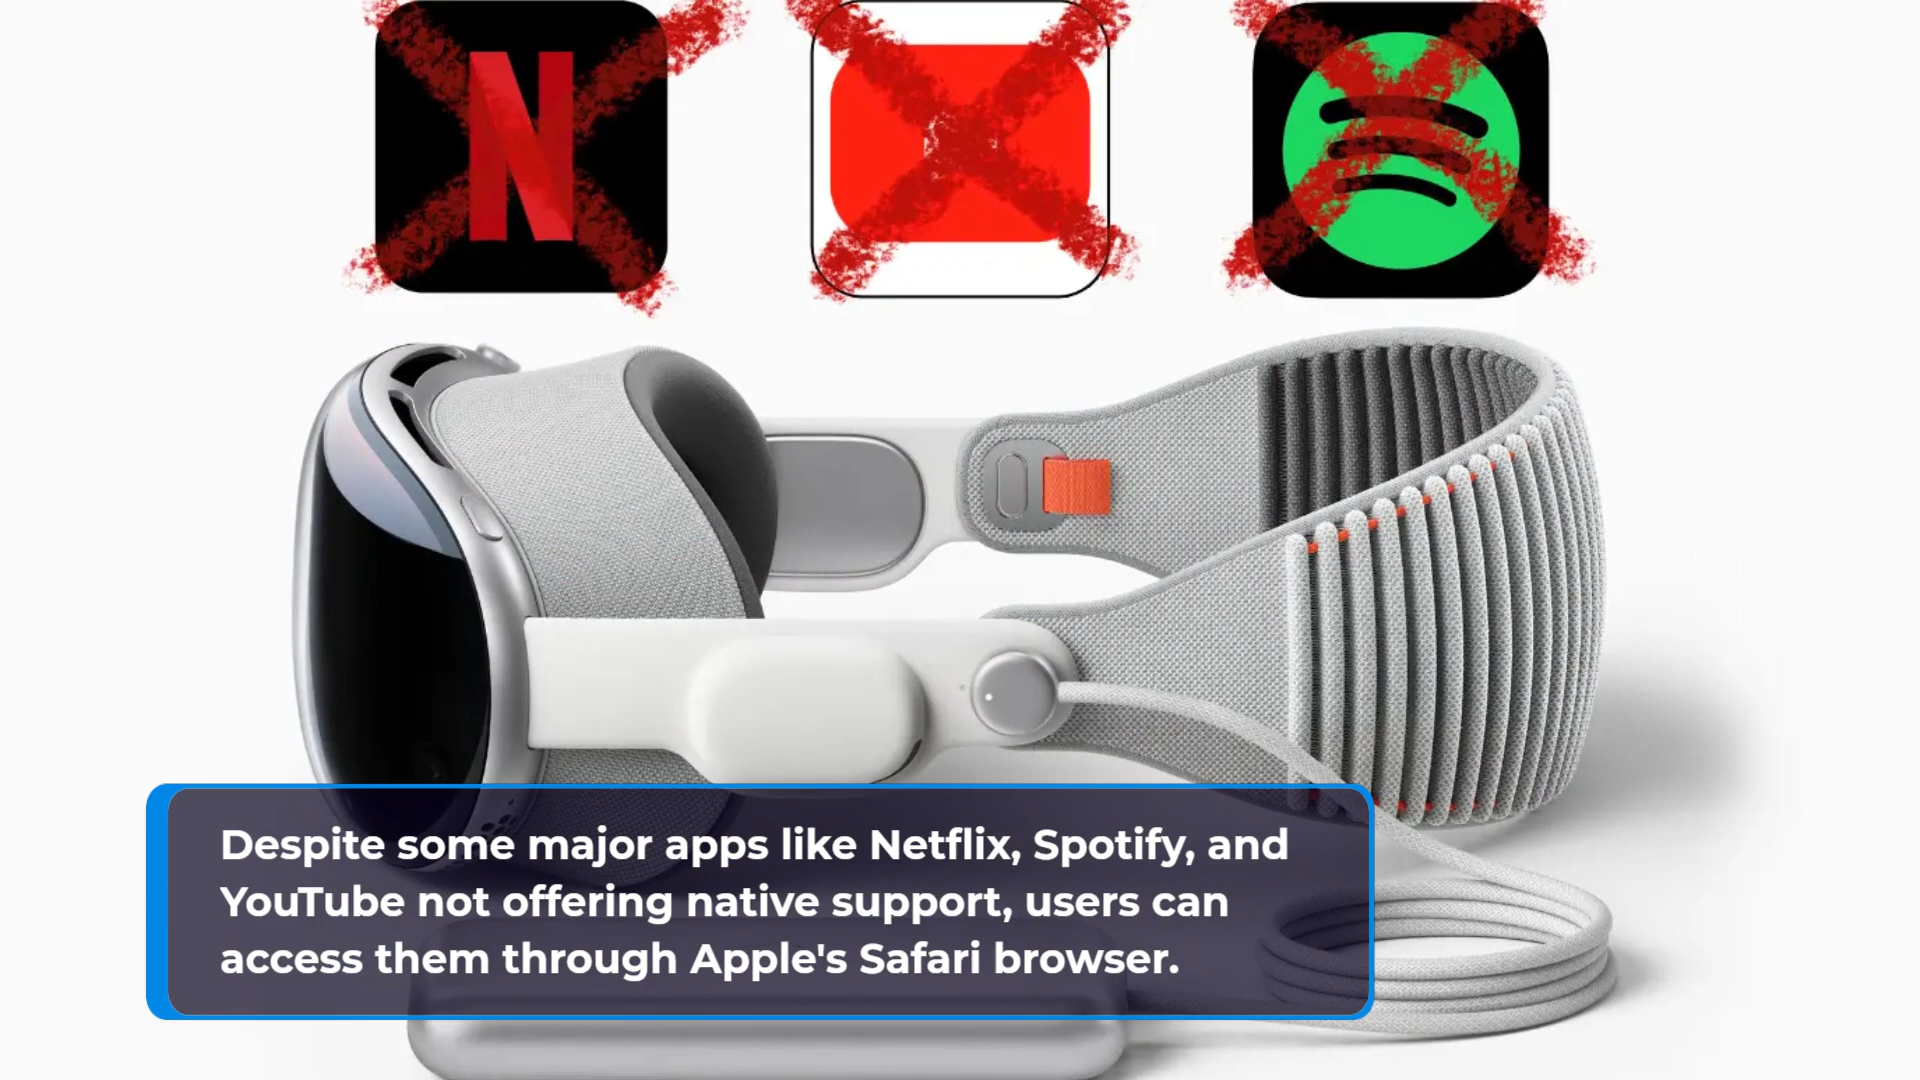 N
Despite some major apps like Netflix, Spotify, and
YouTube not offering native support, users can
access them through Apple's Safari browser.